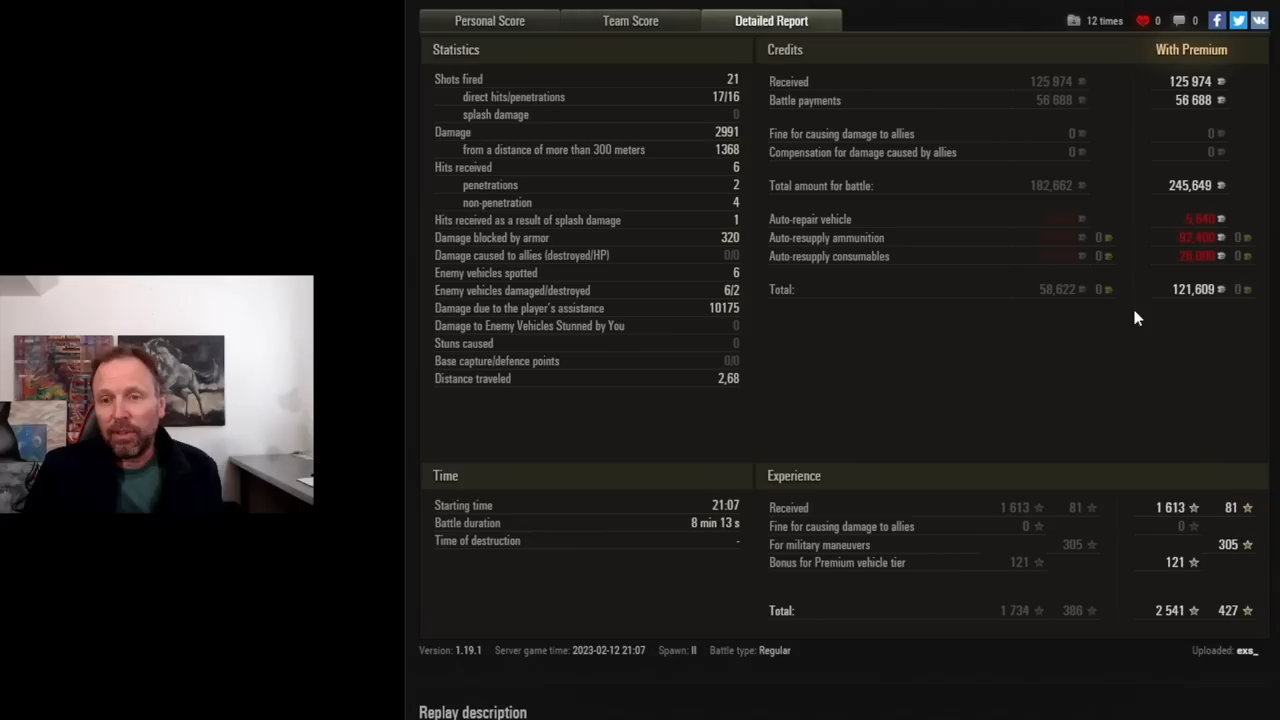 Personal Score Team Score Detailed Report 12 times 0 0
Statistics
Shots fired 21
direct hits/penetrations 17/16
splash damage 0
Damage 2991
from a distance of more than 300 meters 1368
Hits received 6
penetrations 2
non-penetration 4
Hits received as a result of splash damage 1
Damage blocked by armor 320
Damage caused to allies (destroyed/HP) 0/0
Enemy vehicles spotted 6
Enemy vehicles damaged/destroyed 6/2
Damage due to the player's assistance 10175
Damage to Enemy Vehicles Stunned by You 0
Stuns caused 0
Base capture/defence points 0/0
Distance traveled 2,68
Credits With Premium
Received 125 974 125 974
Battle payments 56 688 56 688
Fine for causing damage to allies 0 0
Compensation for damage caused by allies 0 0
Total amount for battle: 182,662 245,649
Auto-repair vehicle 5,640
Auto-resupply ammunition 0 92,400 0
Auto-resupply consumables 0 26,000 0
Total: 58,622 0 121,609 0
Time
Starting time 21:07
Battle duration 8 min 13 s
Time of destruction -
Experience
Received 1 613 81 1 613 81
Fine for causing damage to allies 0 0
For military maneuvers 305 305
Bonus for Premium vehicle tier 121 121
Total: 1 734 386 2 541 427
Version: 1.19.1 Server game time: 2023-02-12 21:07 Spawn: II Battle type: Regular Uploaded: exs_
Replay description